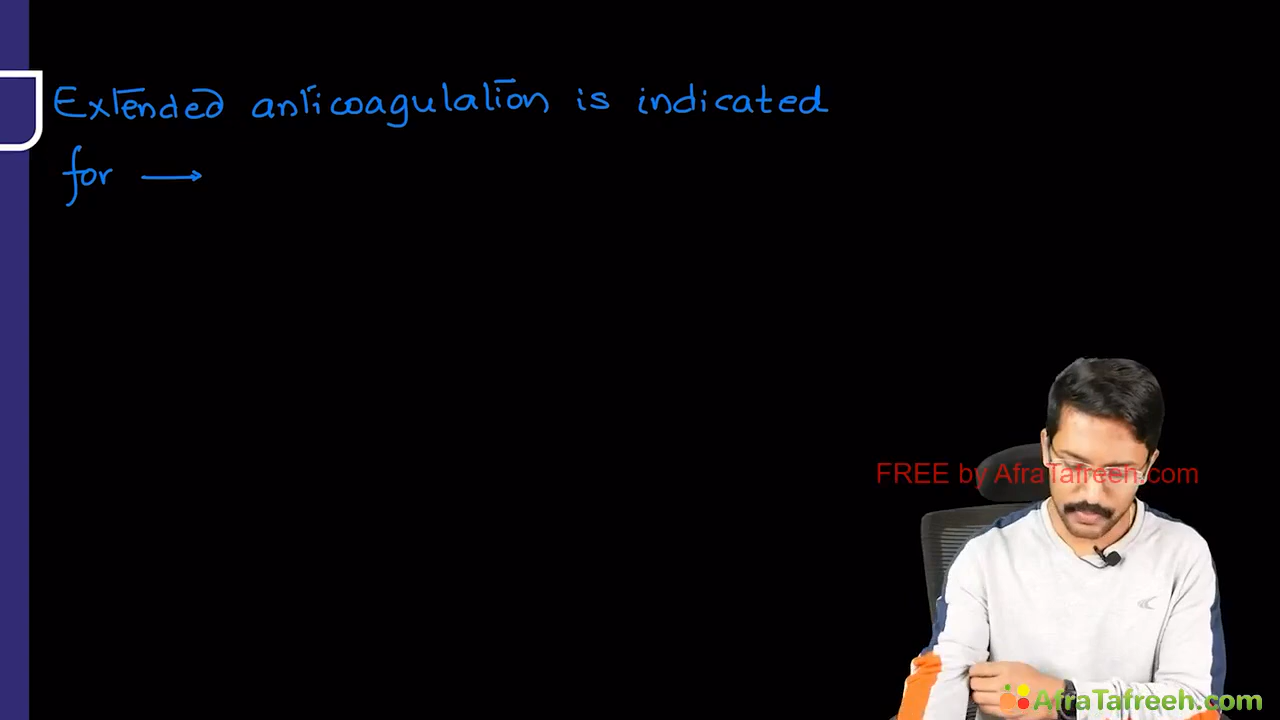 Extended anticoagulation is indicated
for →
FREE by AfraTafreeh.com
AfraTafreeh.com